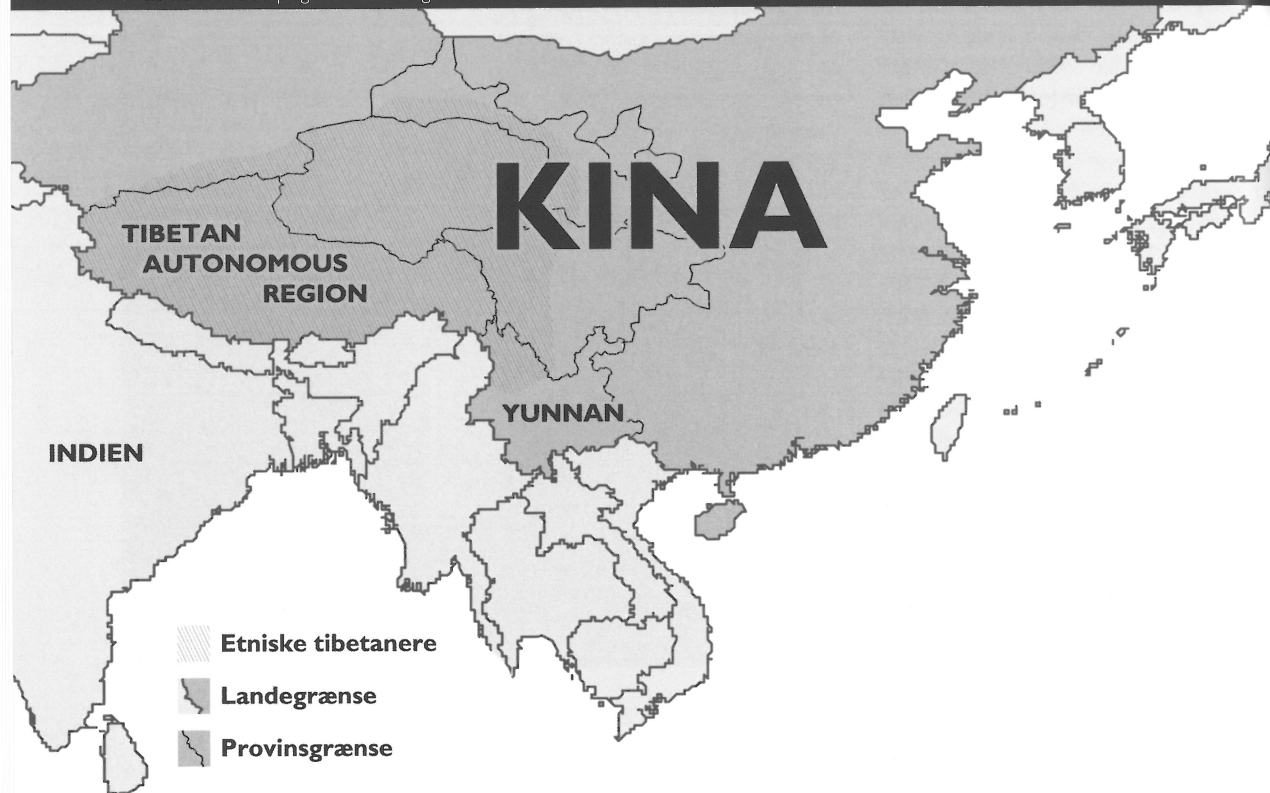 KINA
TIBETAN
AUTONOMOUS
REGION
YUNNAN
INDIEN
Etniske tibetanere
Landegrænse
Provinsgrænse